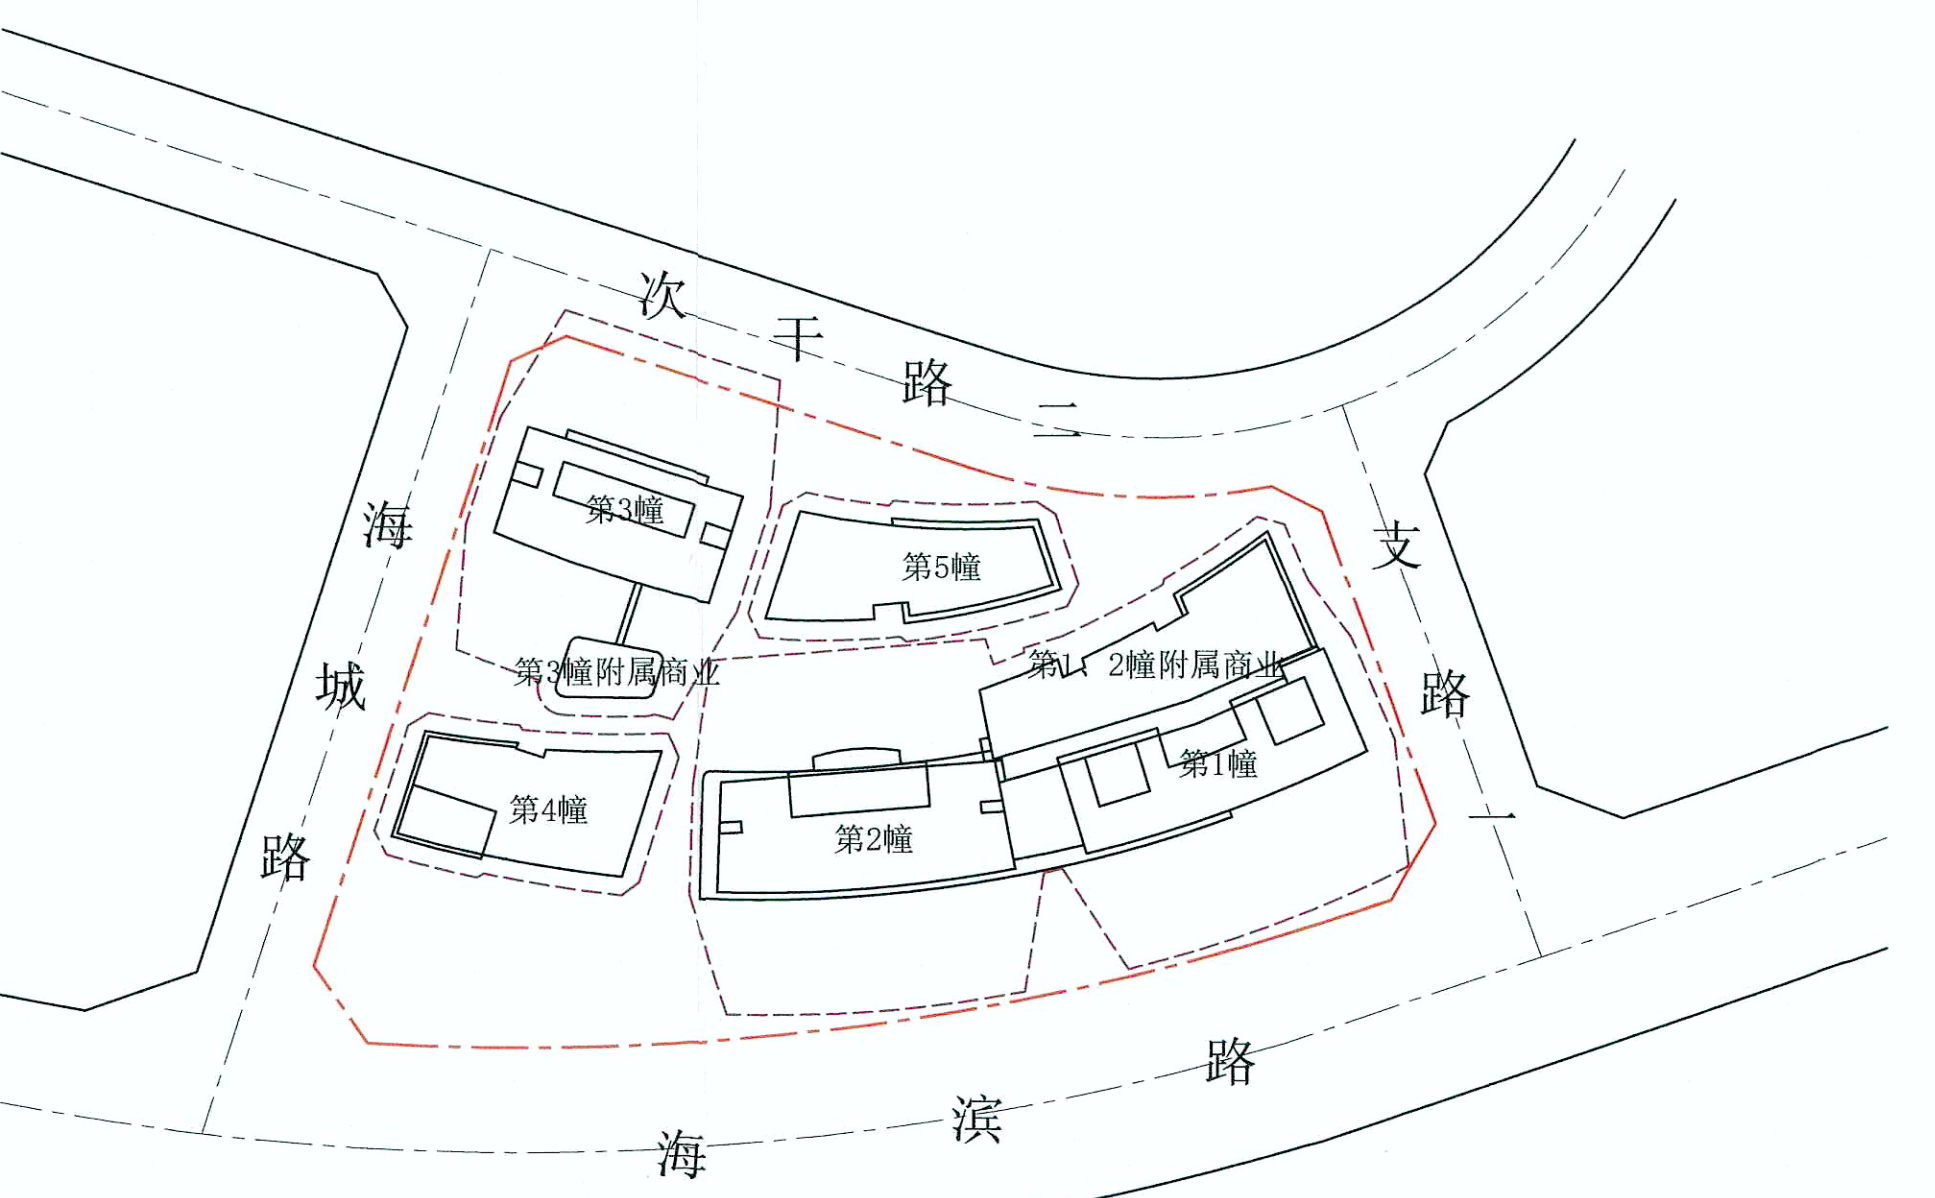 次干路二
海城路
支路一
第3幢
第5幢
第3幢附属商业
第1、2幢附属商业
第1幢
第4幢
第2幢
海滨路